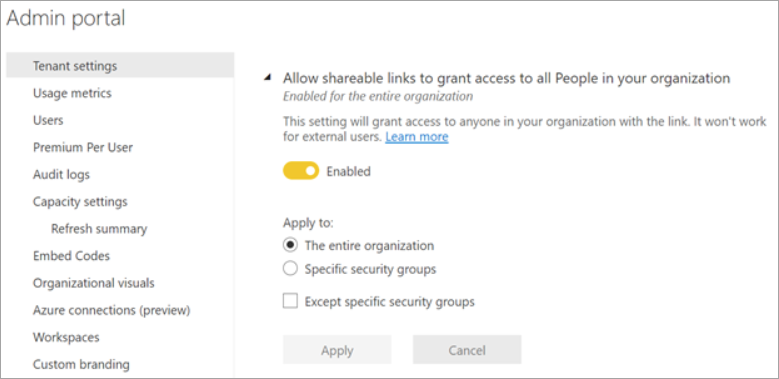 Admin portal
Tenant settings
Usage metrics
Users
Premium Per User
Audit logs
Capacity settings
Refresh summary
Embed Codes
Organizational visuals
Azure connections (preview)
Workspaces
Custom branding
Allow shareable links to grant access to all People in your organization
Enabled for the entire organization
This setting will grant access to anyone in your organization with the link. It won't work
for external users. Learn more
Enabled
Apply to:
The entire organization
Specific security groups
Except specific security groups
Apply
Cancel